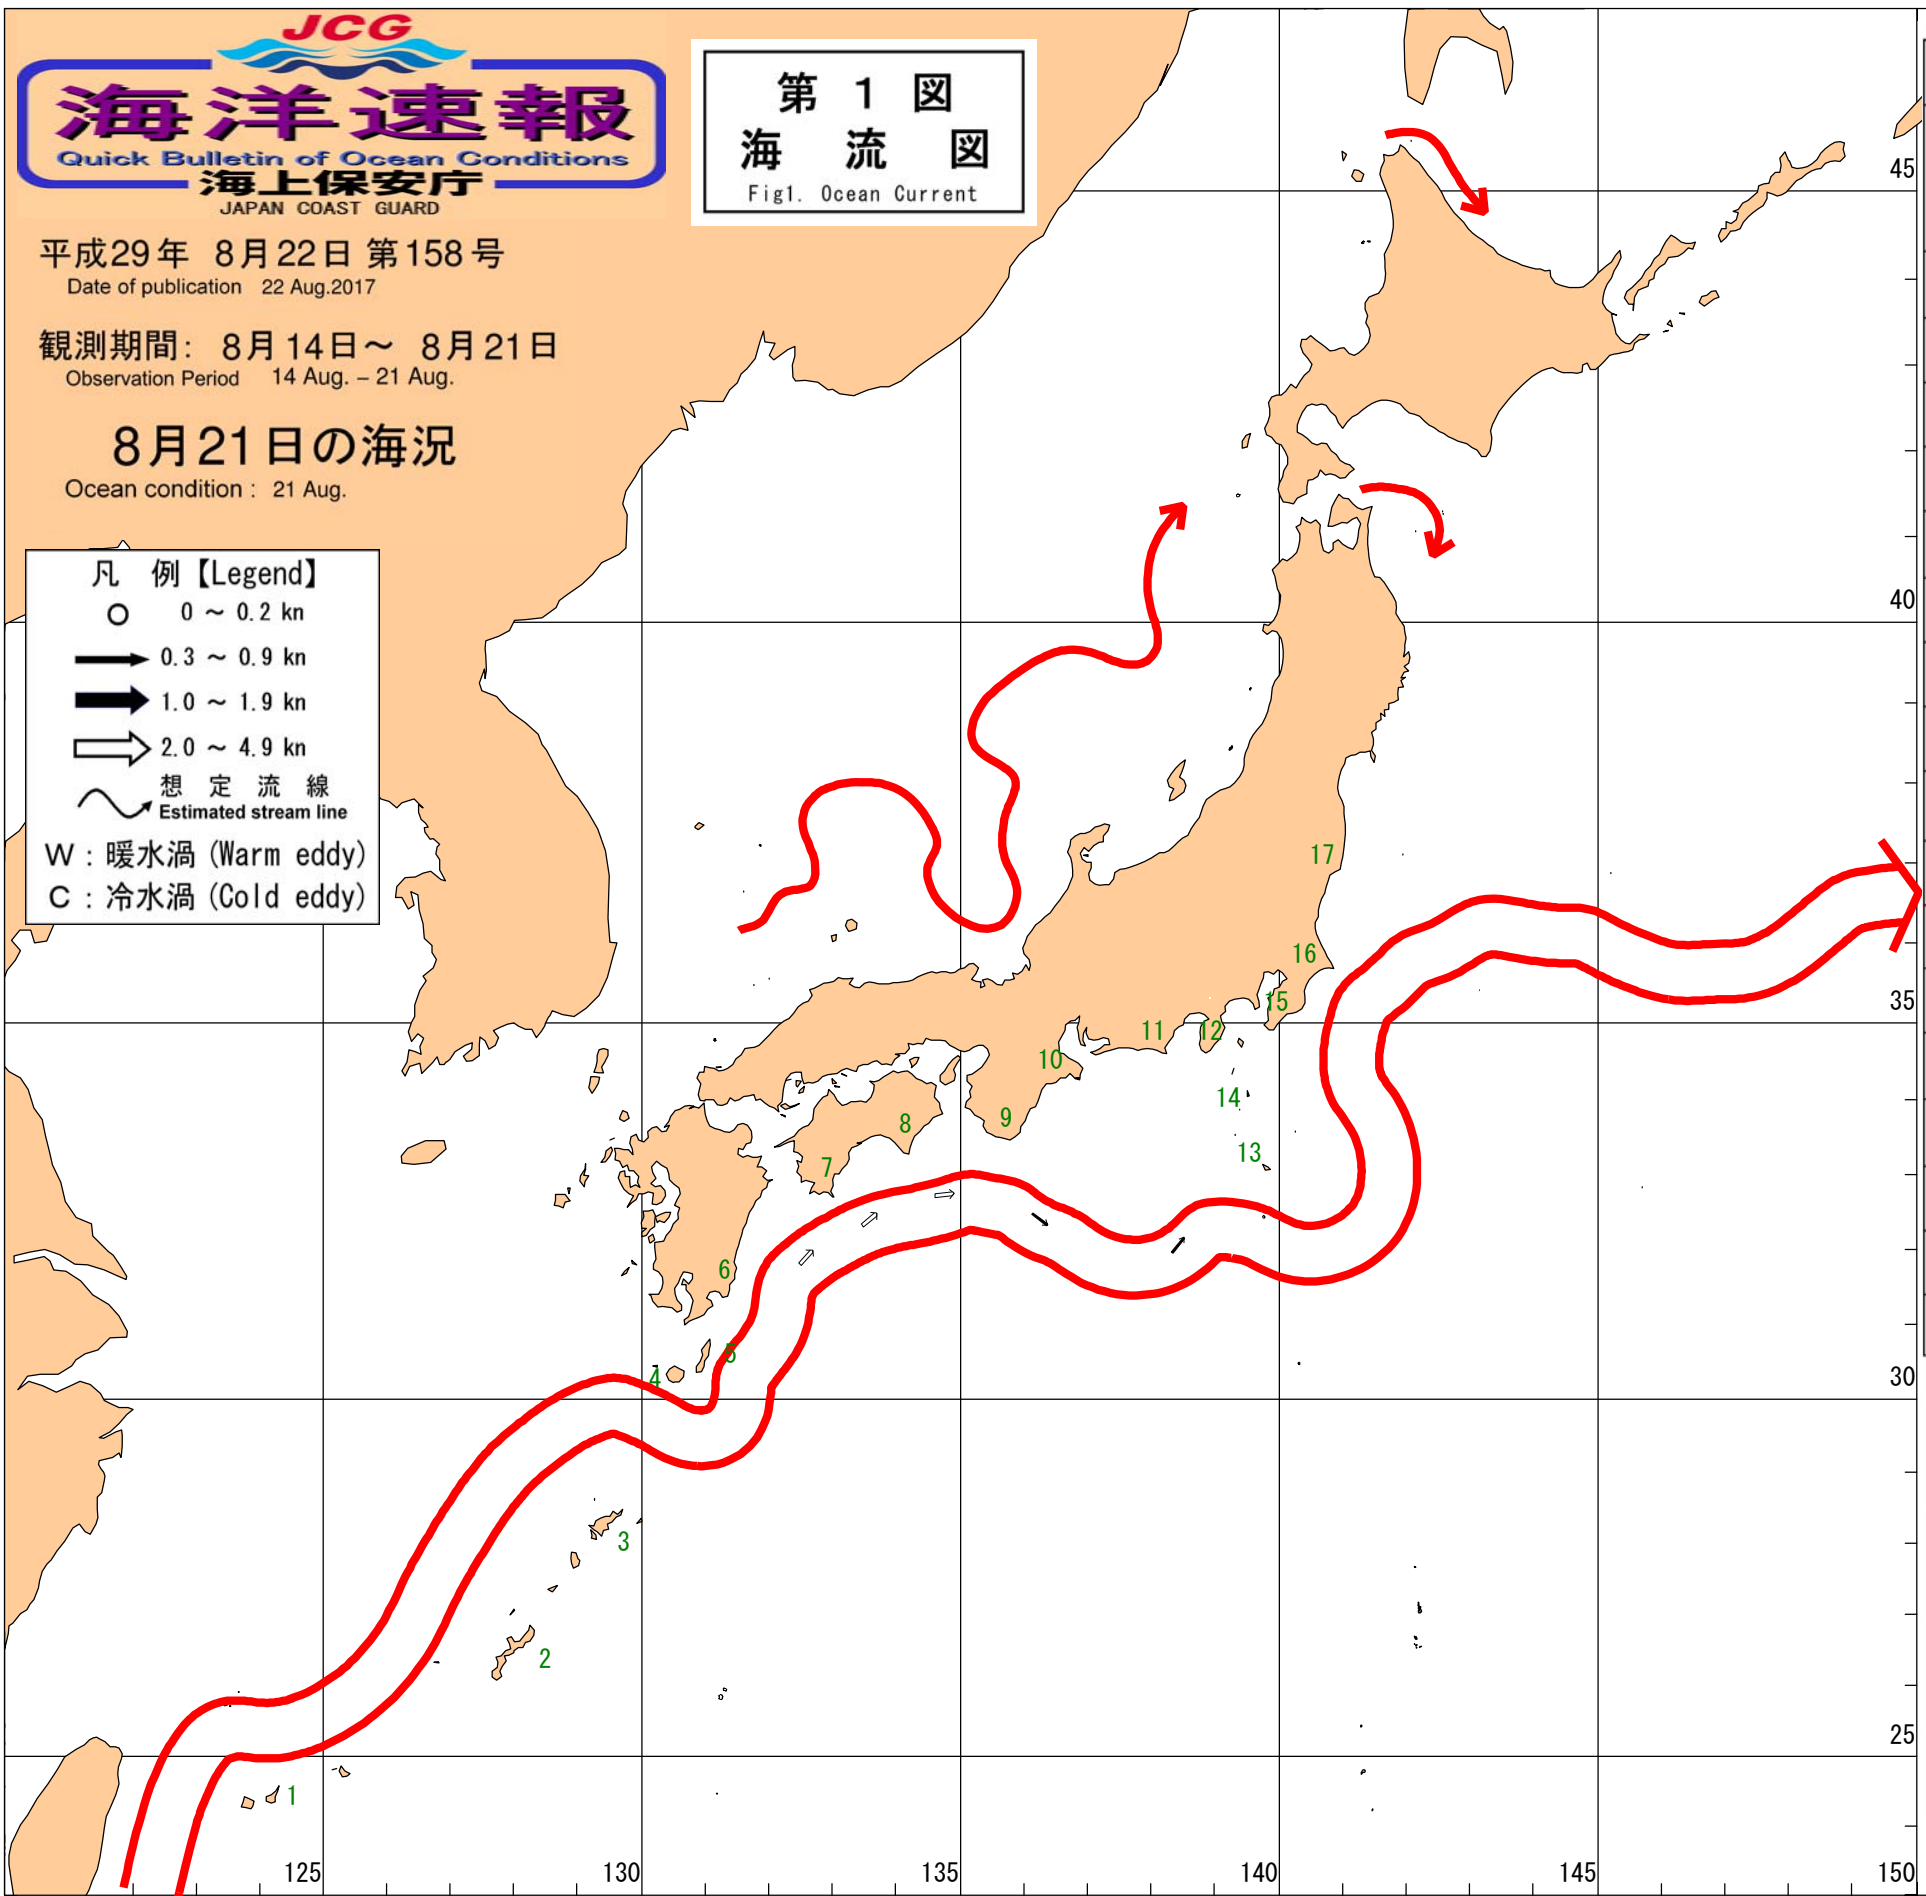 JCG
海洋速報
Quick Bulletin of Ocean Conditions
海上保安庁
JAPAN COAST GUARD
第 1 図
海 流 図
Fig1. Ocean Current
平成29年 8月22日 第158号
Date of publication 22 Aug.2017
観測期間: 8月14日～ 8月21日
Observation Period 14 Aug. – 21 Aug.
8月21日の海況
Ocean condition : 21 Aug.
凡 例【Legend】
0 ～ 0.2 kn
0.3 ～ 0.9 kn
1.0 ～ 1.9 kn
2.0 ～ 4.9 kn
想 定 流 線
Estimated stream line
W : 暖水渦 (Warm eddy)
C : 冷水渦 (Cold eddy)
45
40
17
16
35
15
12
11
10
14
9
8
13
7
6
5
4
30
3
2
25
1
125
130
135
140
145
150